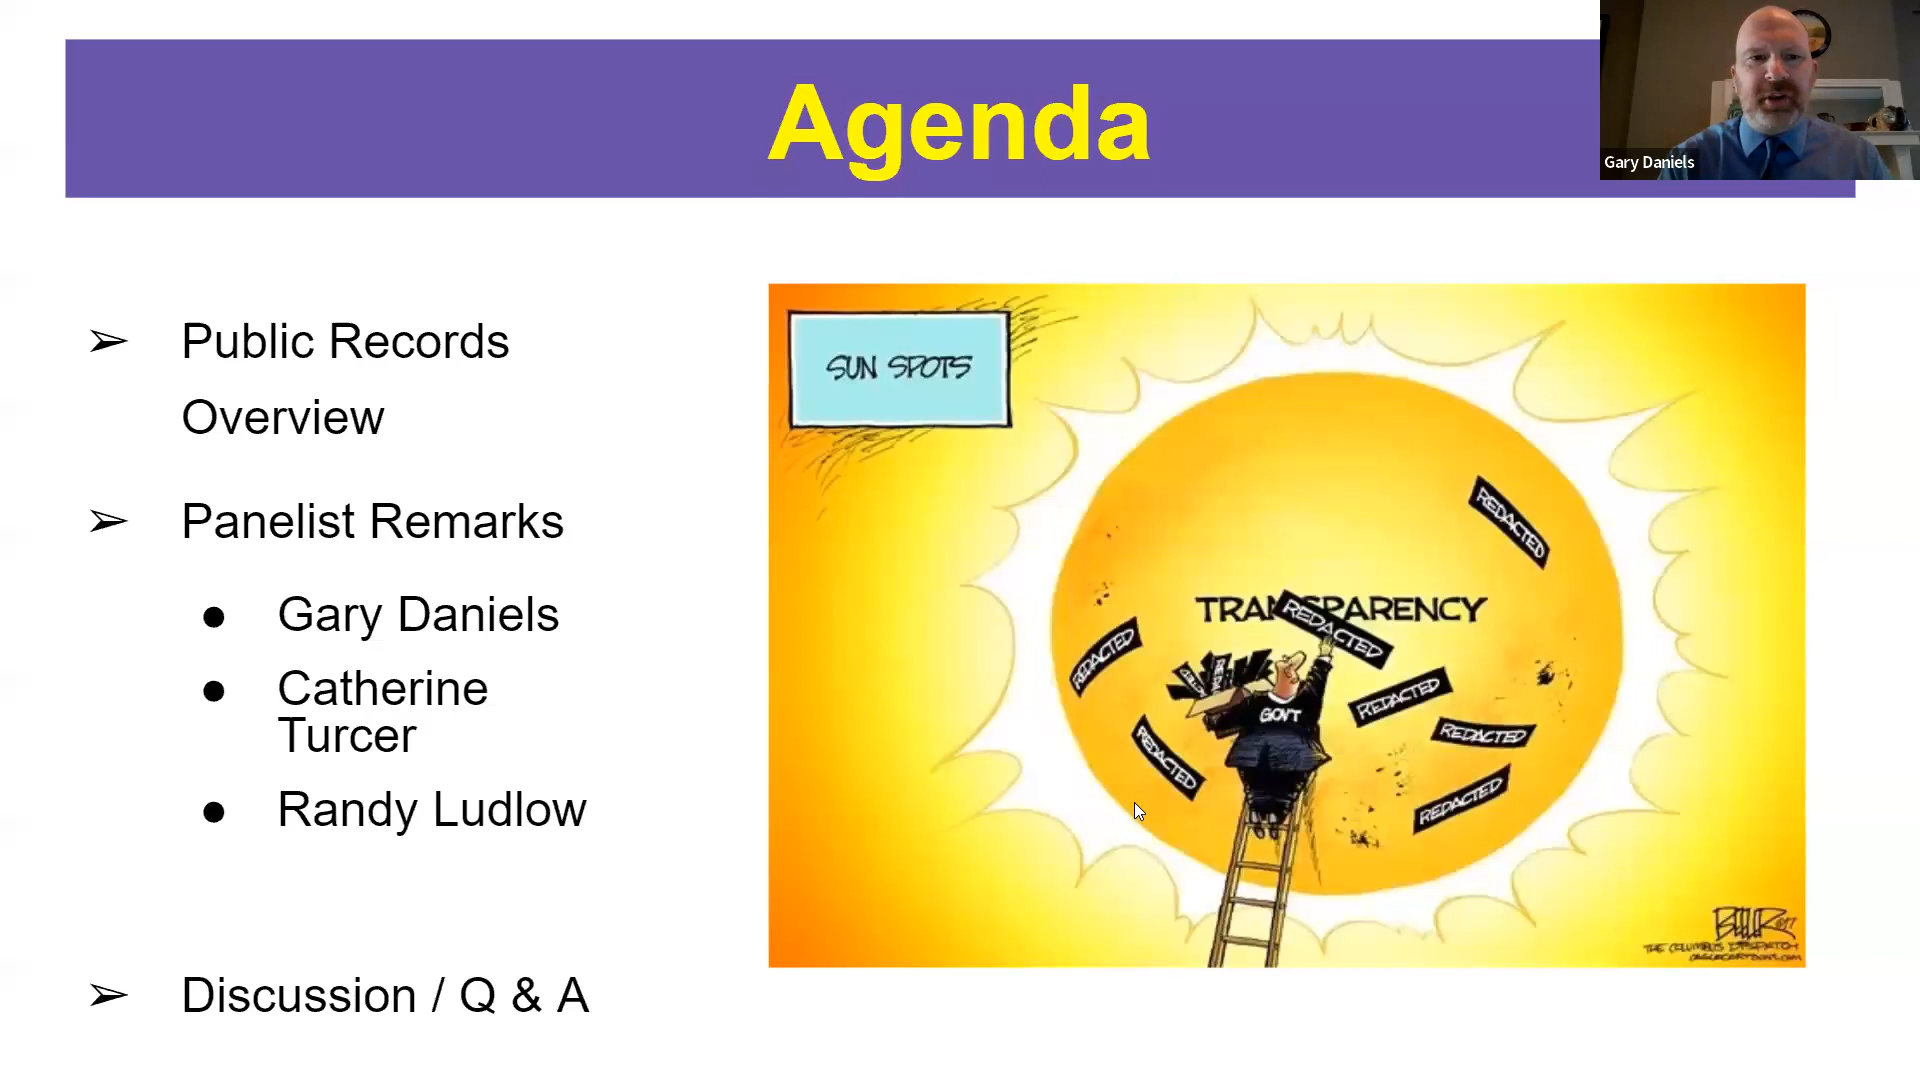 Agenda
Gary Daniels
➢ Public Records
Overview
➢ Panelist Remarks
● Gary Daniels
● Catherine
Turcer
● Randy Ludlow
➢ Discussion / Q & A
SUN SPOTS
REDACTED
TRANSPARENCY
REDACTED
REDACTED
GOV'T
REDACTED
REDACTED
REDACTED
REDACTED
THE COLUMBUS DISPATCH
CAGLECARTOONS.COM